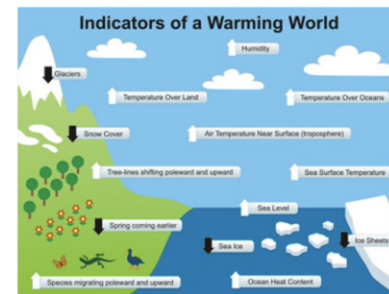 Indicators of a Warming World
Humidity
Glaciers
Temperature Over Land
Temperature Over Oceans
Snow Cover
Air Temperature Near Surface (troposphere)
Tree-lines shifting poleward and upward
Sea Surface Temperature
Sea Level
Spring coming earlier
Sea Ice
Ice Sheets
Species migrating poleward and upward
Ocean Heat Content